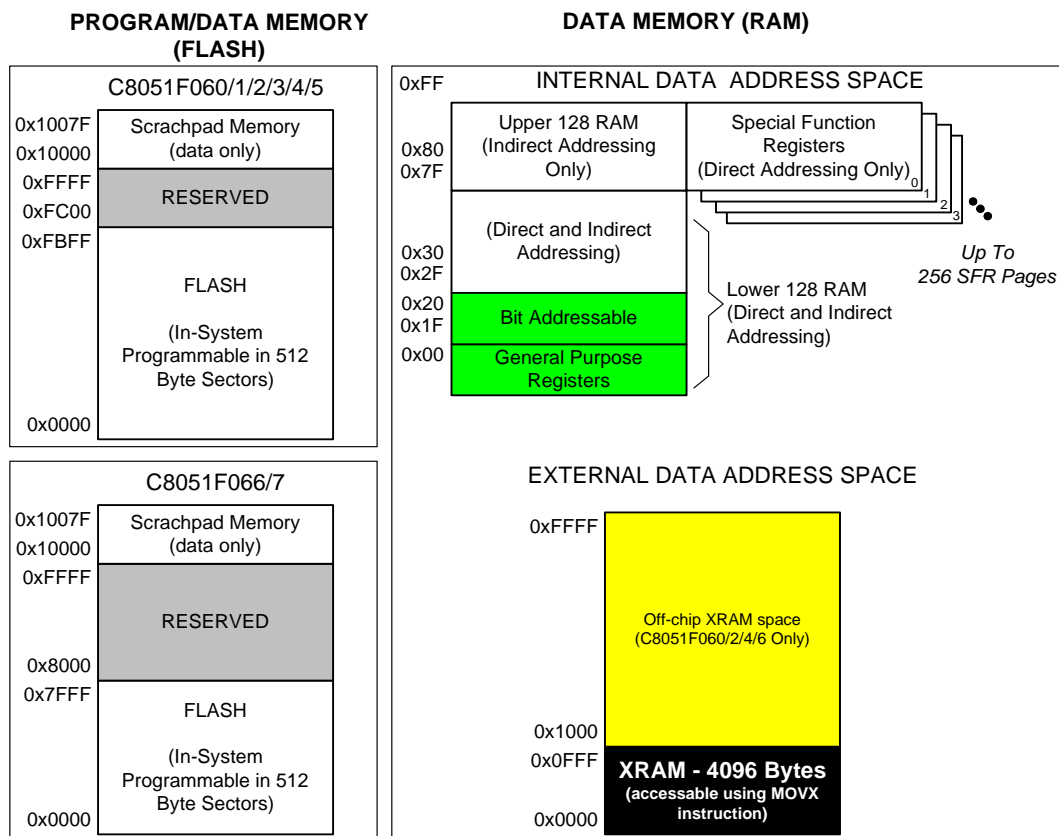 PROGRAM/DATA MEMORY
(FLASH)
C8051F060/1/2/3/4/5
0x1007F
0x10000
Scrachpad Memory
(data only)
0xFFFF
0xFC00
RESERVED
0xFBFF
FLASH
(In-System
Programmable in 512
Byte Sectors)
0x0000
C8051F066/7
0x1007F
0x10000
Scrachpad Memory
(data only)
0xFFFF
RESERVED
0x8000
0x7FFF
FLASH
(In-System
Programmable in 512
Byte Sectors)
0x0000
DATA MEMORY (RAM)
INTERNAL DATA ADDRESS SPACE
0xFF
Upper 128 RAM
(Indirect Addressing
Only)
0x80
0x7F
Special Function
Registers
(Direct Addressing Only)
0
1
2
3
Up To
256 SFR Pages
(Direct and Indirect
Addressing)
0x30
0x2F
0x20
0x1F
Bit Addressable
0x00
General Purpose
Registers
Lower 128 RAM
(Direct and Indirect
Addressing)
EXTERNAL DATA ADDRESS SPACE
0xFFFF
Off-chip XRAM space
(C8051F060/2/4/6 Only)
0x1000
0x0FFF
XRAM - 4096 Bytes
(accessable using MOVX
instruction)
0x0000